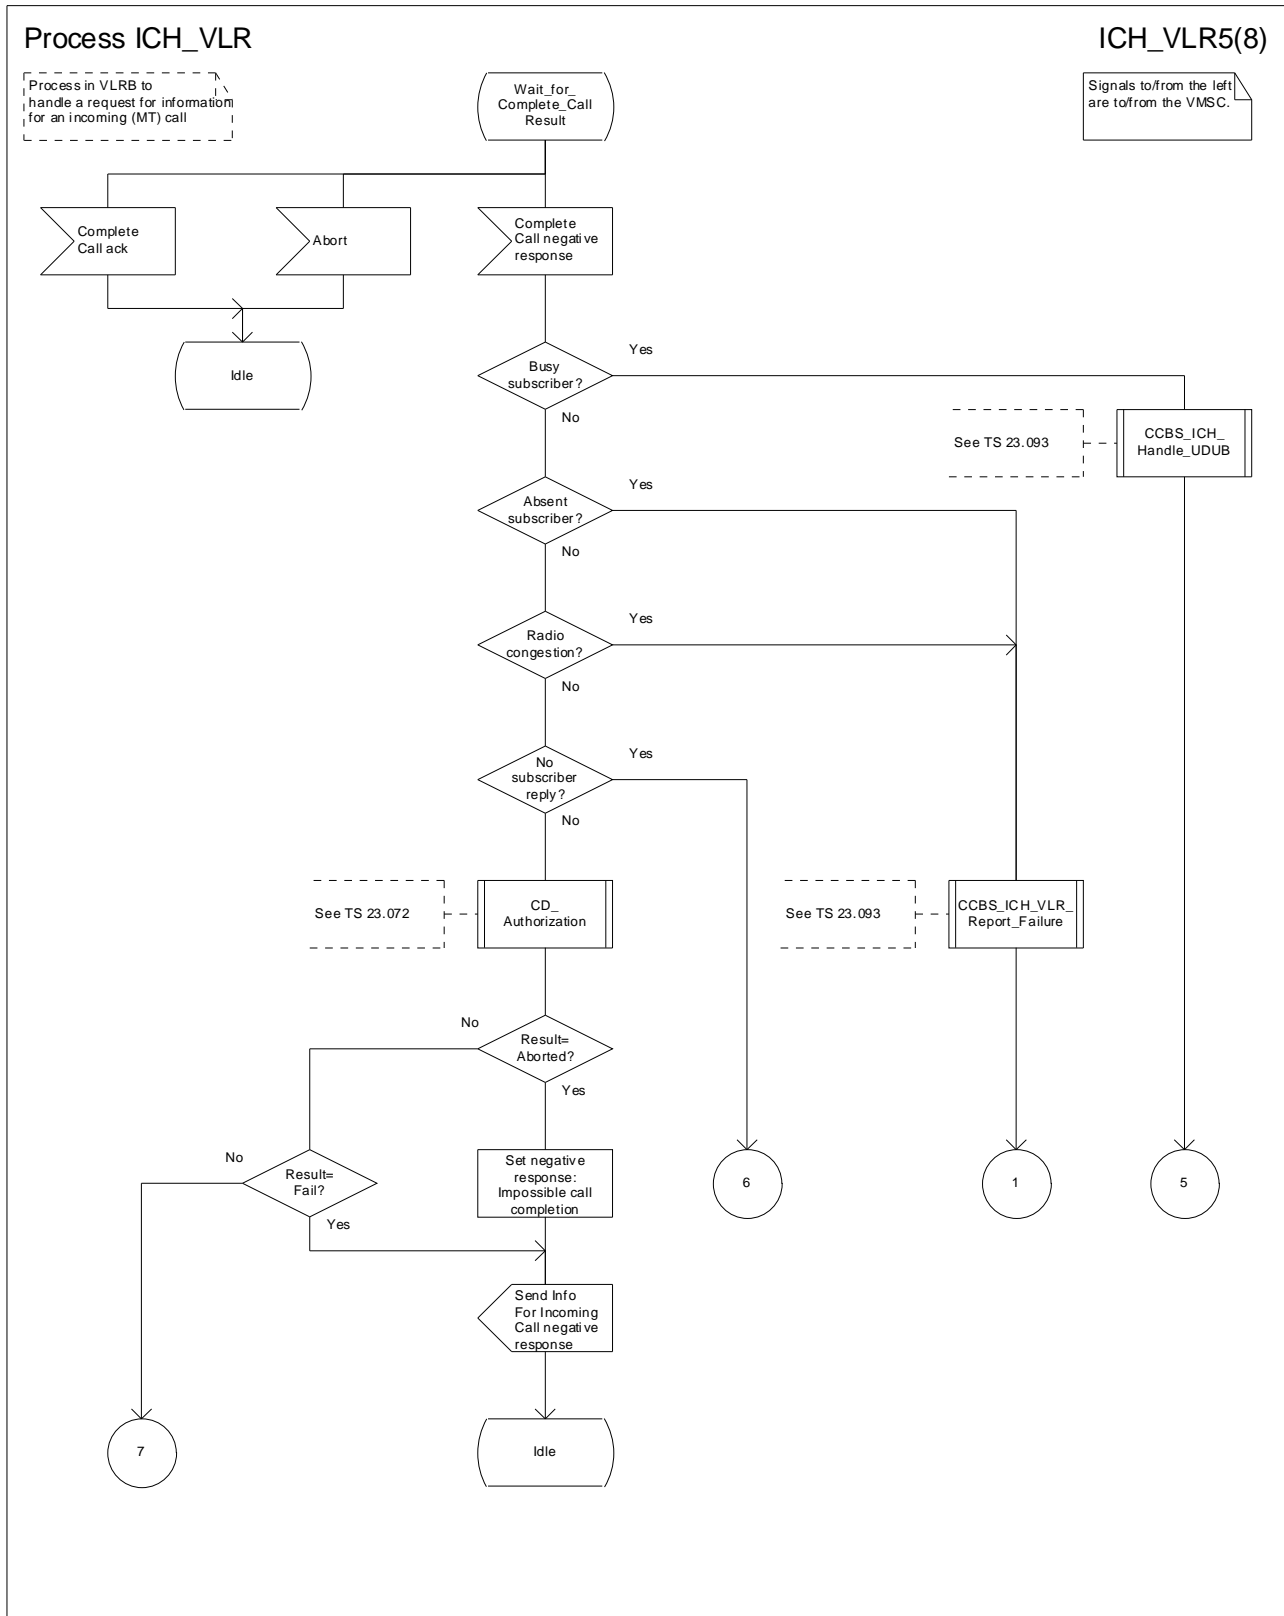 Process ICH_VLR
ICH_VLR5(8)
Process in VLRB to
handle a request for information
for an incoming (MT) call
Wait_for_
Complete_Call
Result
Signals to/from the left
are to/from the VMSC.
Complete
Call ack
Abort
Complete
Call negative
response
Idle
Busy
subscriber?
Yes
No
See TS 23.093
CCBS_ICH_
Handle_UDUB
Absent
subscriber?
Yes
No
Radio
congestion?
Yes
No
No
subscriber
reply?
Yes
No
See TS 23.072
CD_
Authorization
See TS 23.093
CCBS_ICH_VLR_
Report_Failure
No
Result=
Aborted?
Yes
No
Result=
Fail?
Yes
Set negative
response:
Impossible call
completion
6
1
5
Send Info
For Incoming
Call negative
response
7
Idle